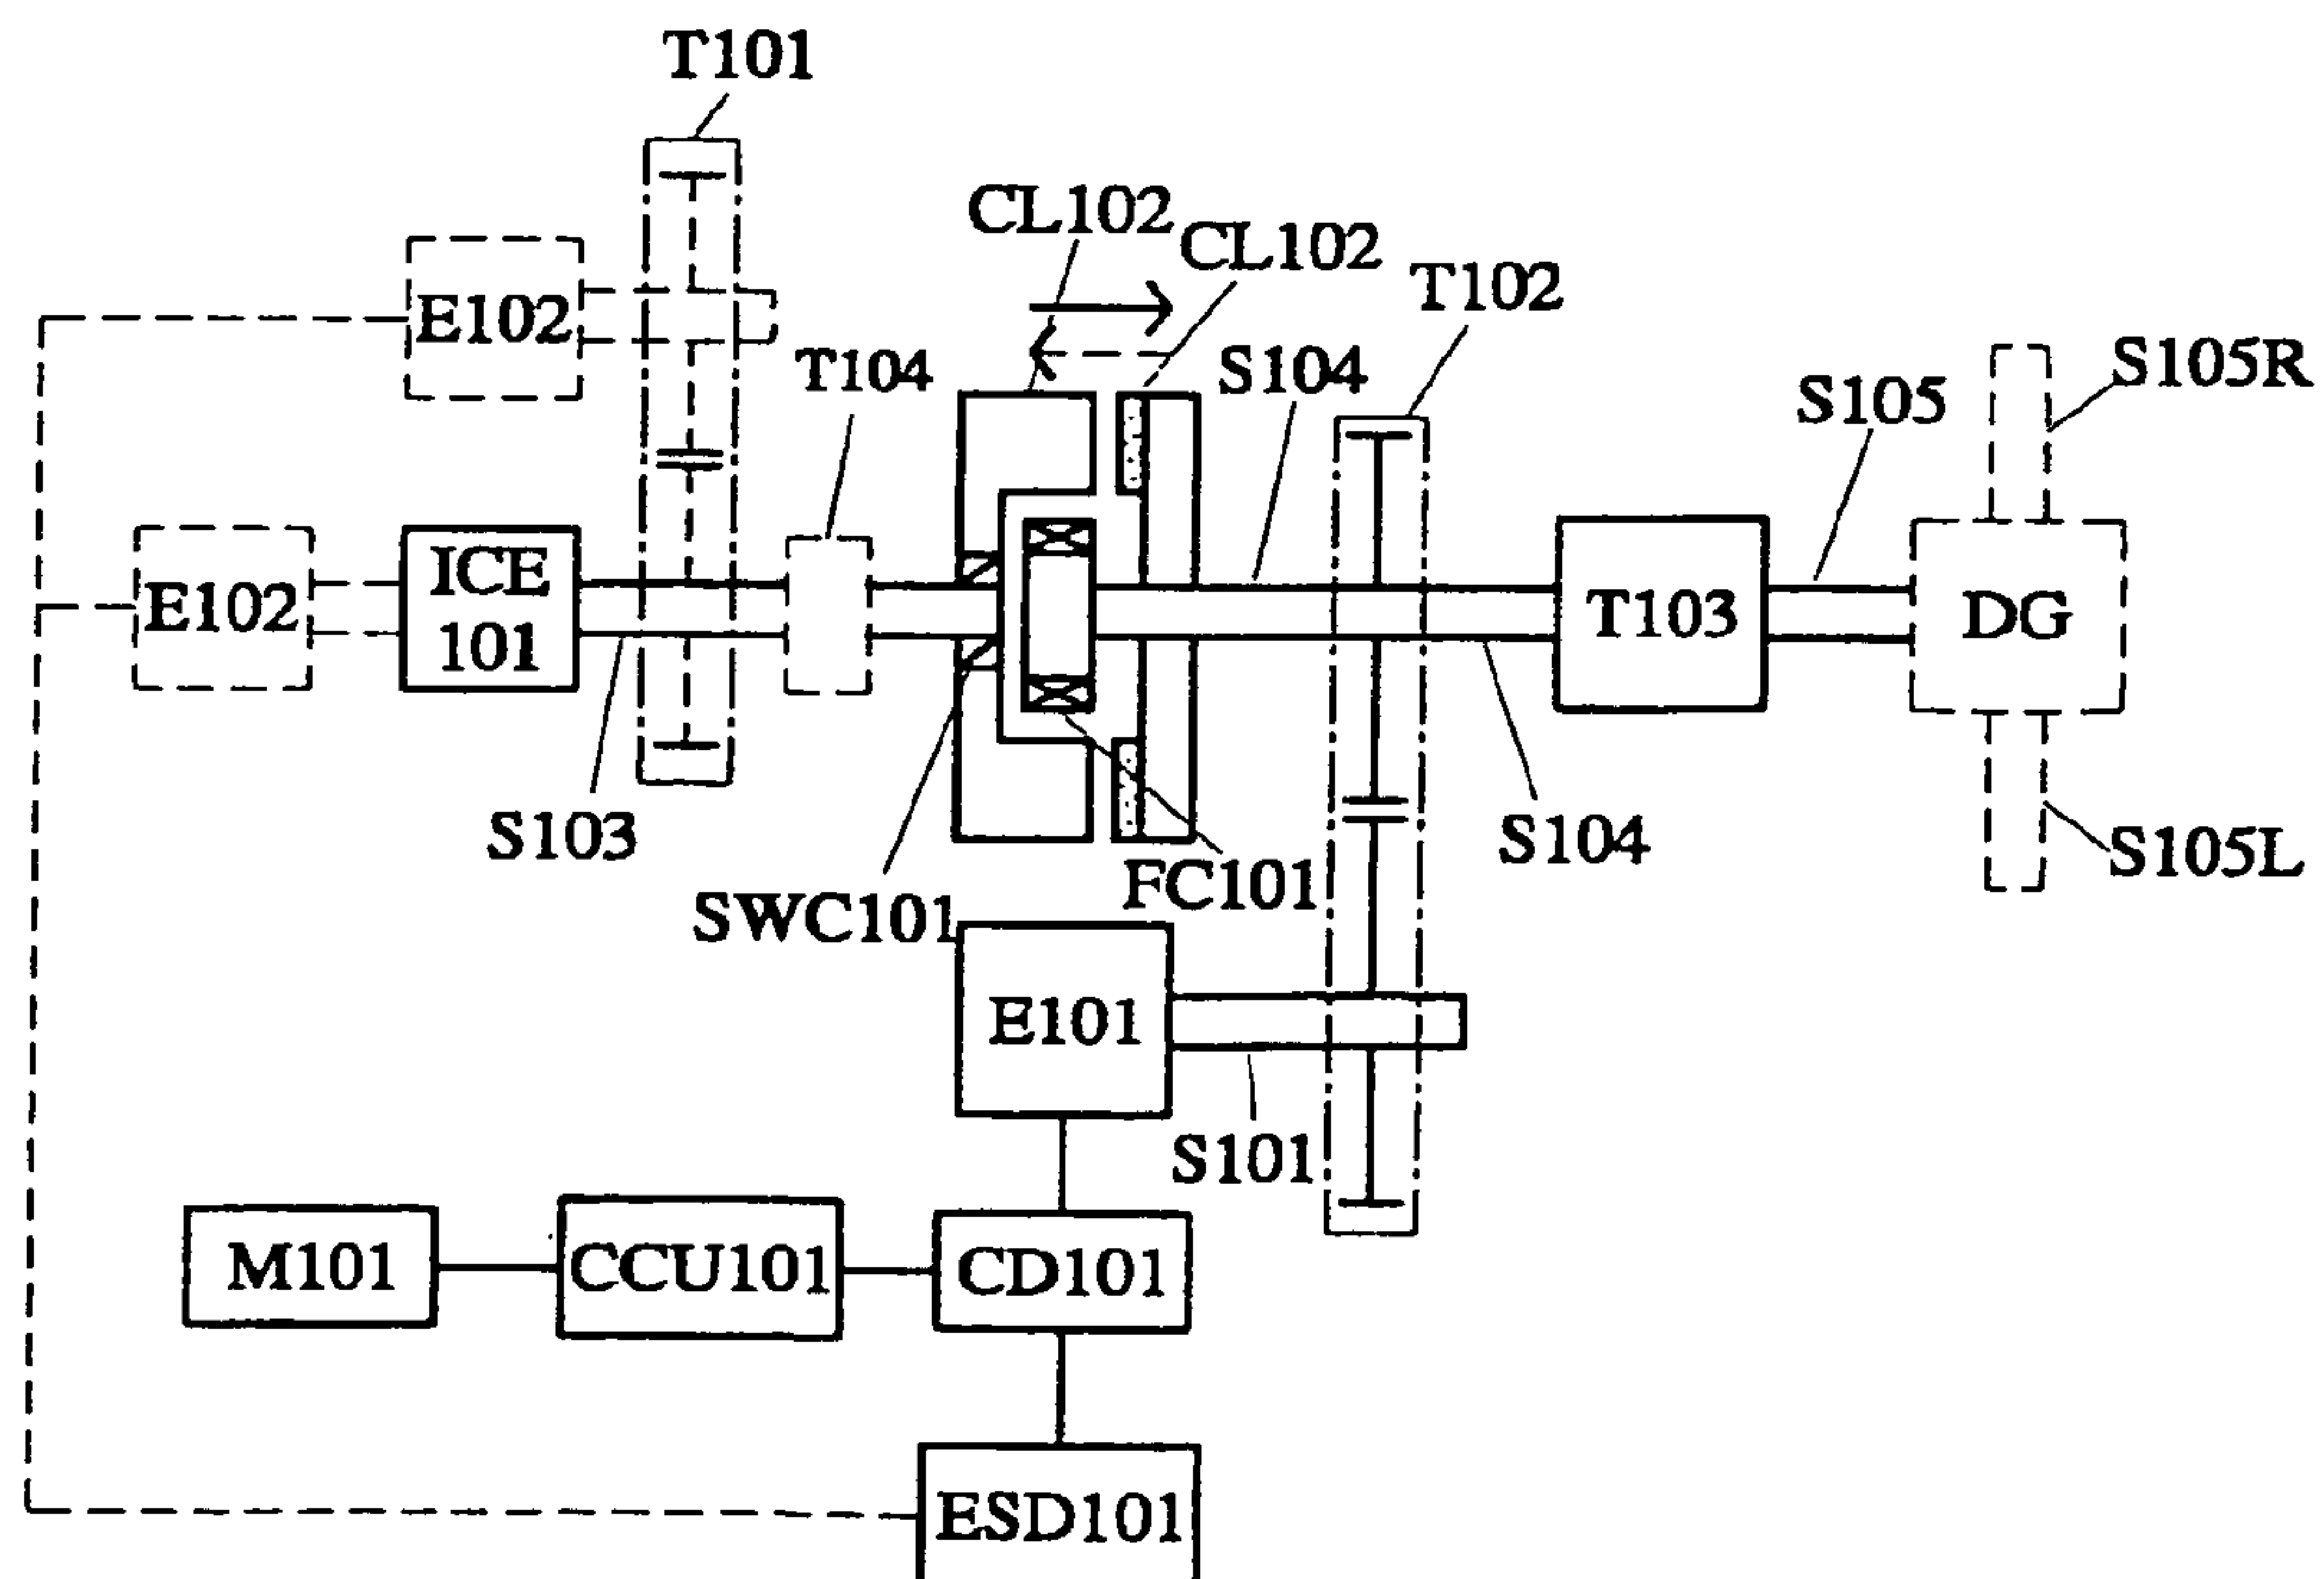 T101
CL102
CL102
T102
E102
T104
S104
S105
S105R
E102
ICE
101
T103
DG
S103
SWC101
FC101
S104
S105L
E101
S101
M101
CCU101
CD101
ESD101